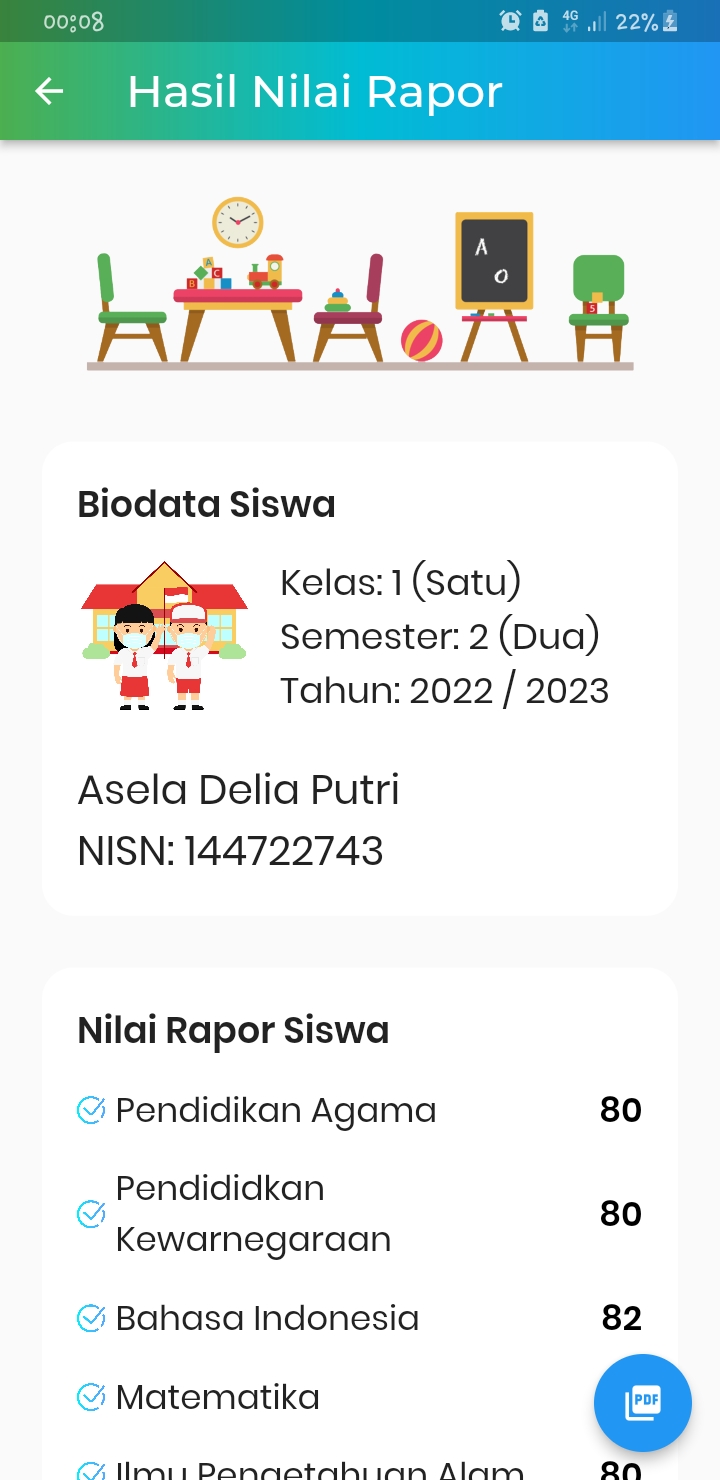 00:08
4G
22%
Hasil Nilai Rapor
A
B
C
A
O
S
Biodata Siswa
Kelas: 1 (Satu)
Semester: 2 (Dua)
Tahun: 2022 / 2023
Asela Delia Putri
NISN: 144722743
Nilai Rapor Siswa
Pendidikan Agama 80
Pendididkan
Kewarnegaraan 80
Bahasa Indonesia 82
Matematika
PDF
Ilmu Pengetahuan Alam 80